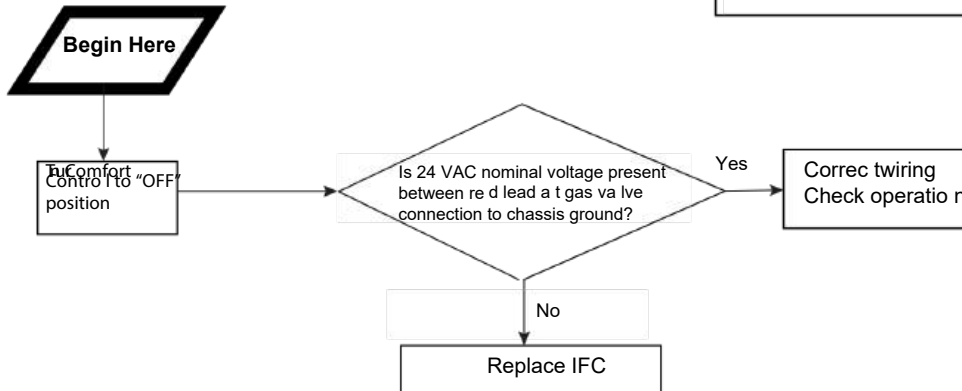 Begin Here
Comfort
Contro l to "OFF"
position
Is 24 VAC nominal voltage present
between re d lead a t gas va lve
connection to chassis ground?
Yes
Correc twiring
Check operatio n
No
Replace IFC